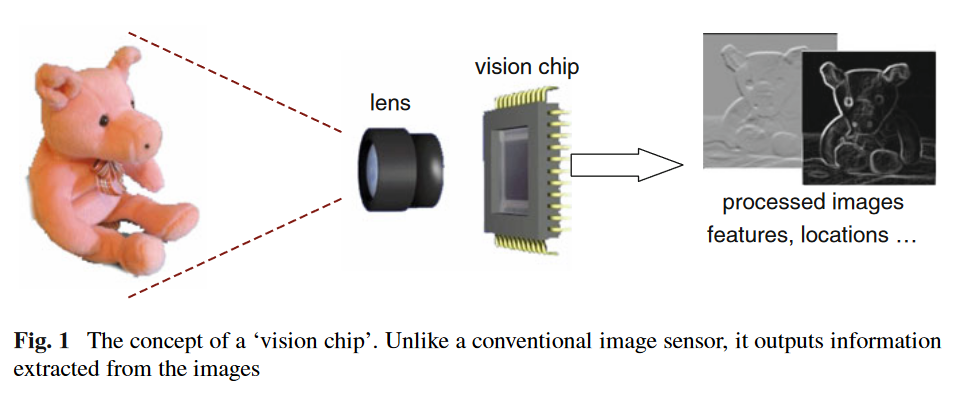 lens
vision chip
processed images
features, locations …
Fig. 1 The concept of a ‘vision chip’. Unlike a conventional image sensor, it outputs information
extracted from the images